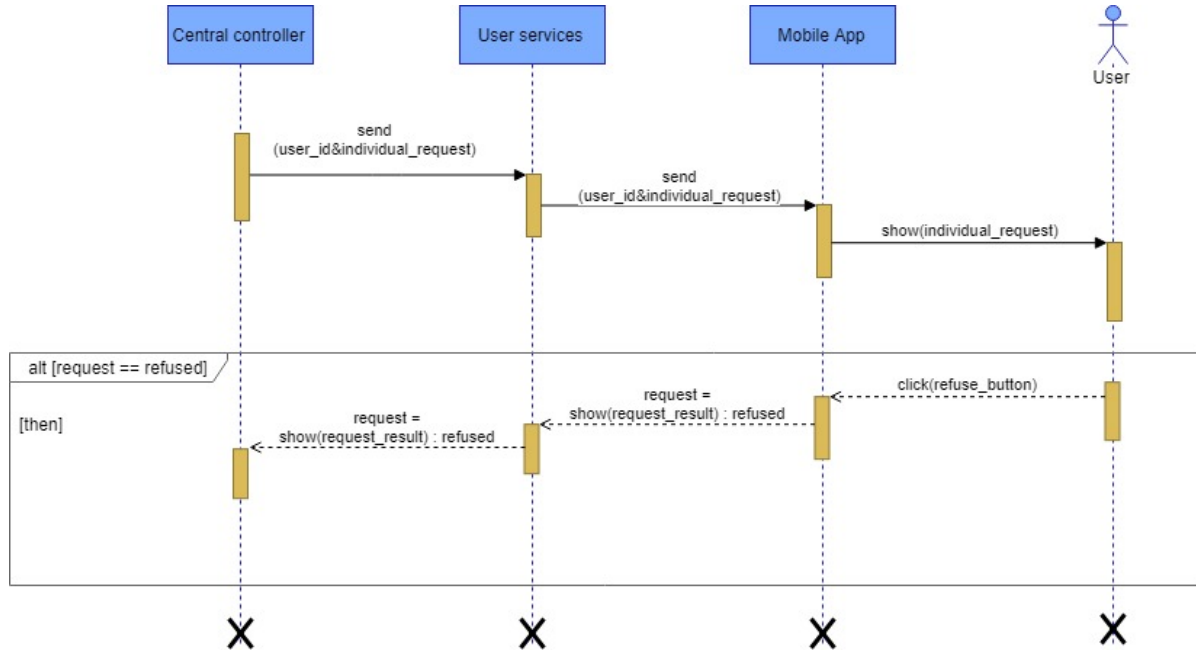 Central controller
User services
Mobile App
User
send
(user_id&individual_request)
send
(user_id&individual_request)
show(individual_request)
alt [request == refused]
[then]
click(refuse_button)
request =
show(request_result) : refused
request =
show(request_result) : refused